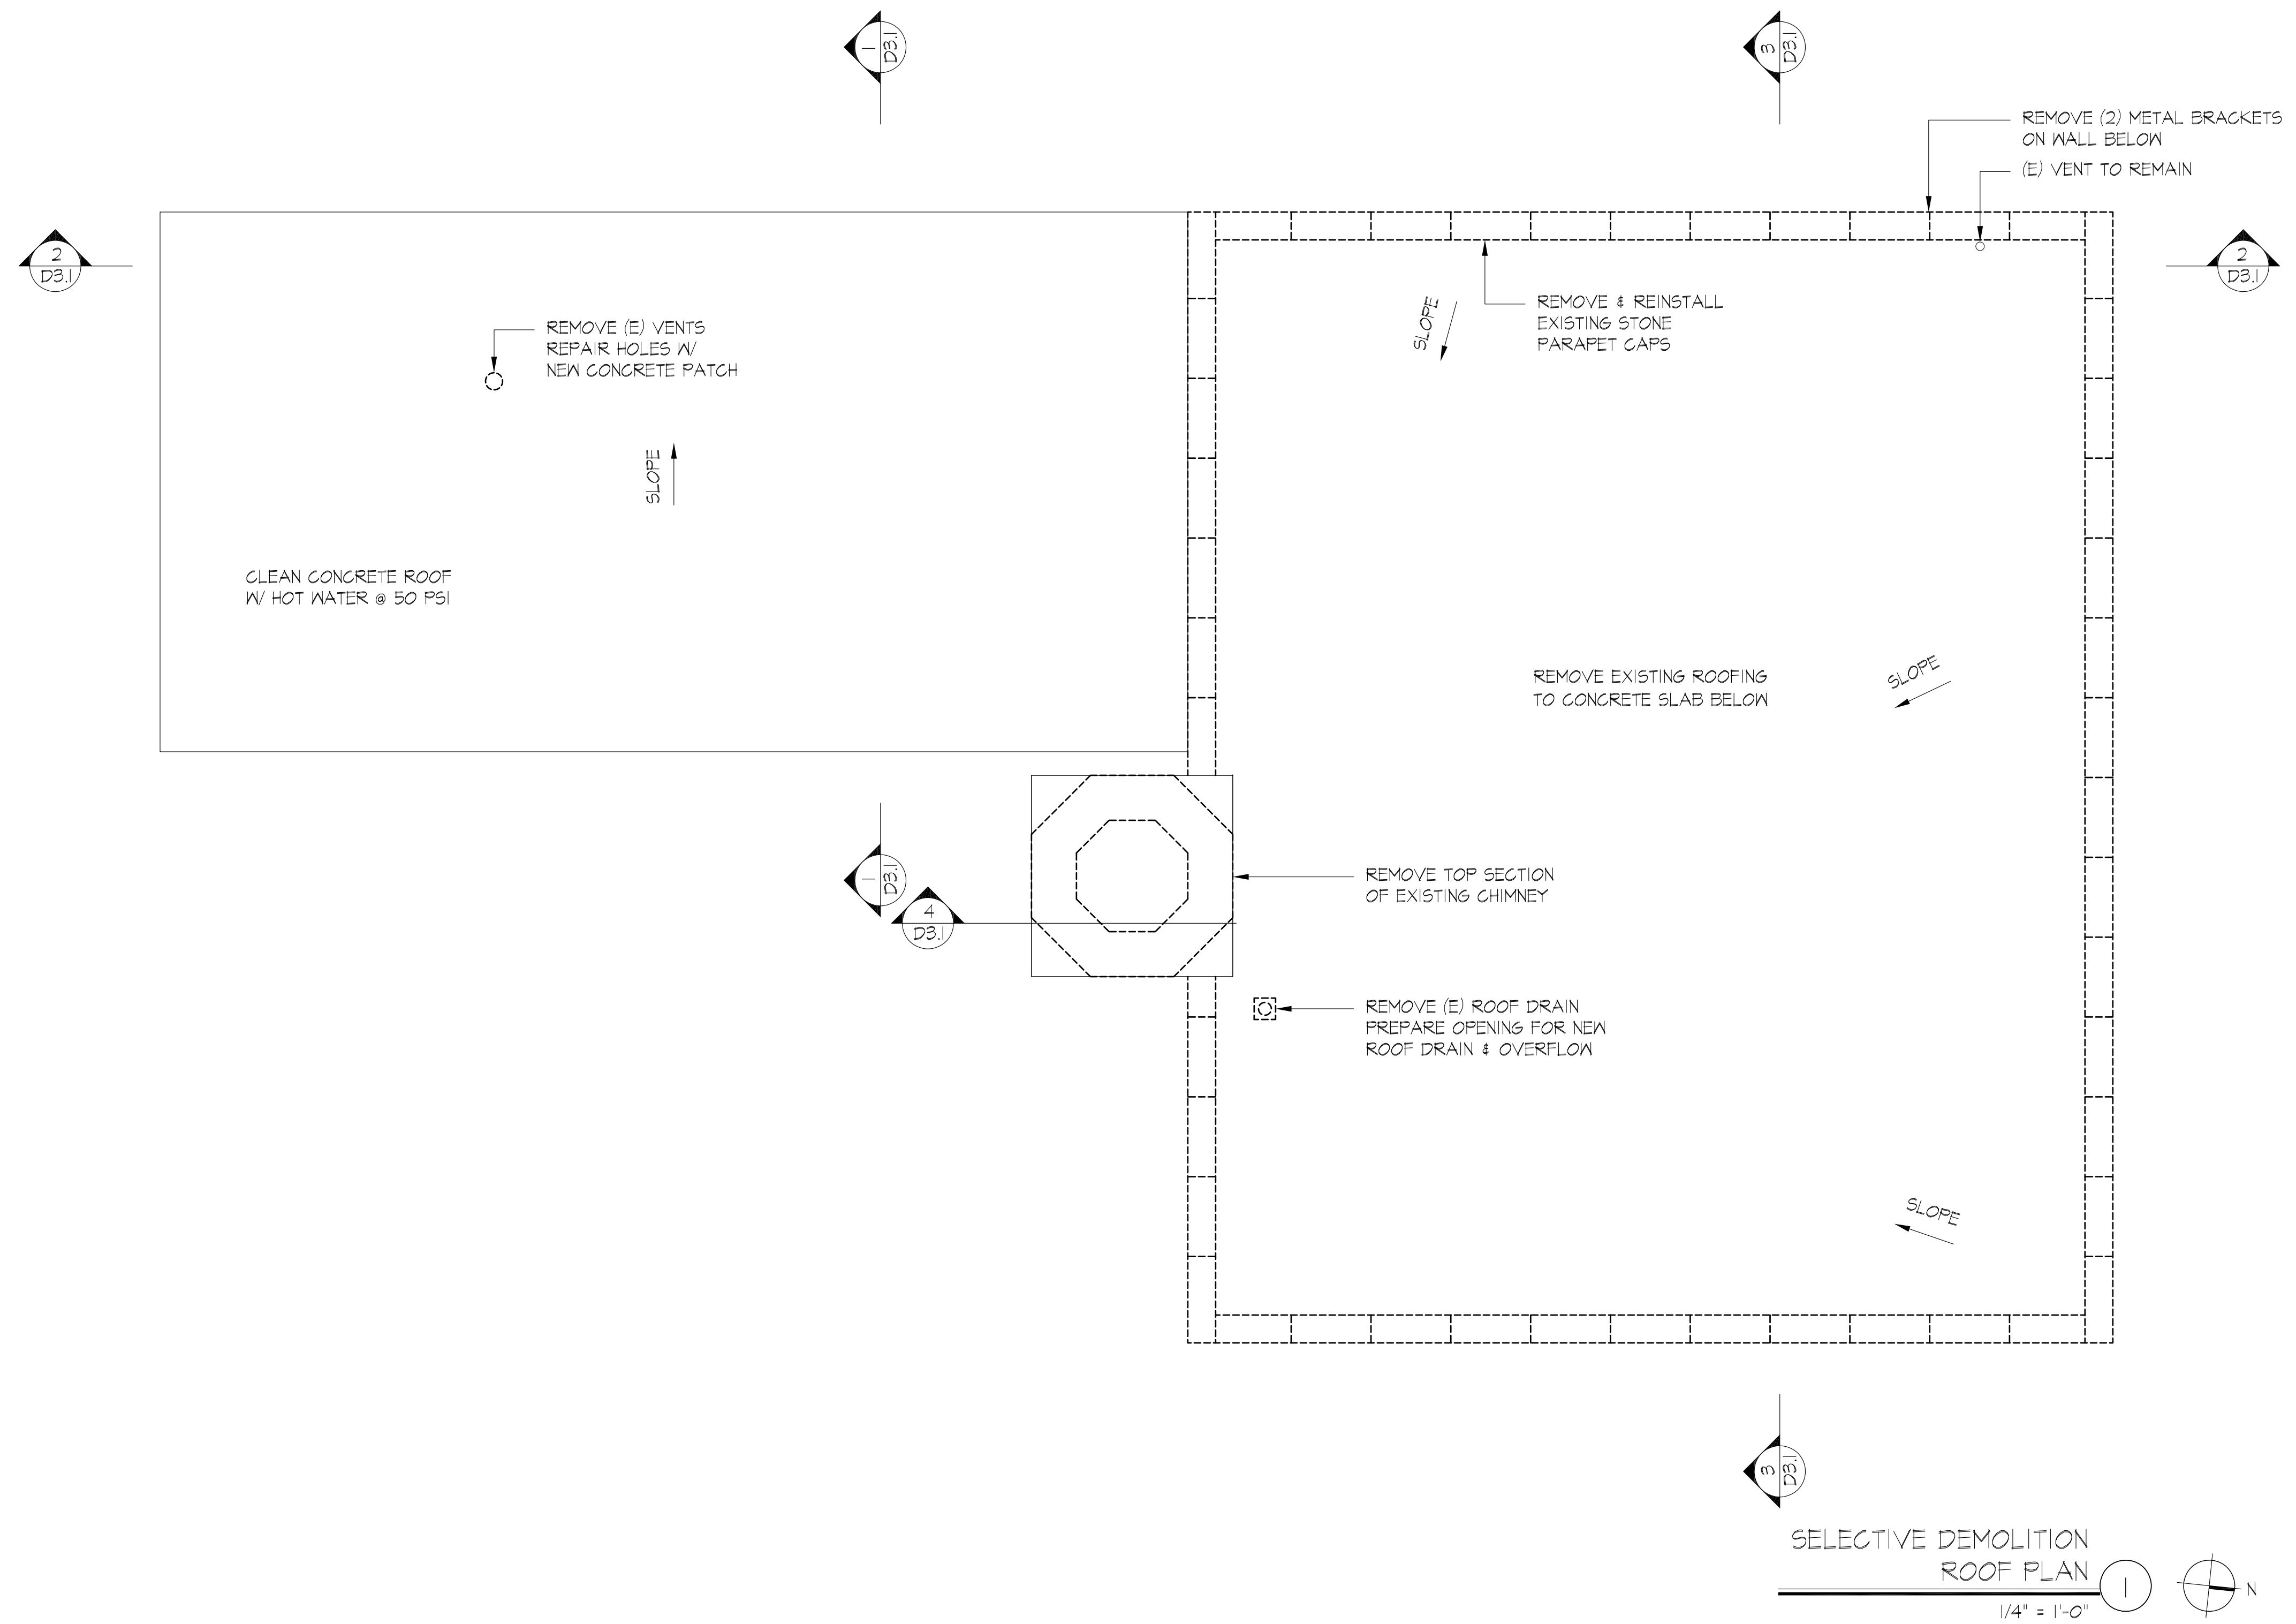 1
D3.1
3
D3.1
REMOVE (2) METAL BRACKETS
ON WALL BELOW
(E) VENT TO REMAIN
2
D3.1
2
D3.1
REMOVE (E) VENTS
REPAIR HOLES W/
NEW CONCRETE PATCH
SLOPE
REMOVE & REINSTALL
EXISTING STONE
PARAPET CAPS
SLOPE
CLEAN CONCRETE ROOF
W/ HOT WATER @ 50 PSI
REMOVE EXISTING ROOFING
TO CONCRETE SLAB BELOW
SLOPE
1
D3.1
4
D3.1
REMOVE TOP SECTION
OF EXISTING CHIMNEY
REMOVE (E) ROOF DRAIN
PREPARE OPENING FOR NEW
ROOF DRAIN & OVERFLOW
SLOPE
3
D3.1
SELECTIVE DEMOLITION
ROOF PLAN
1
N
1/4" = 1'-0"